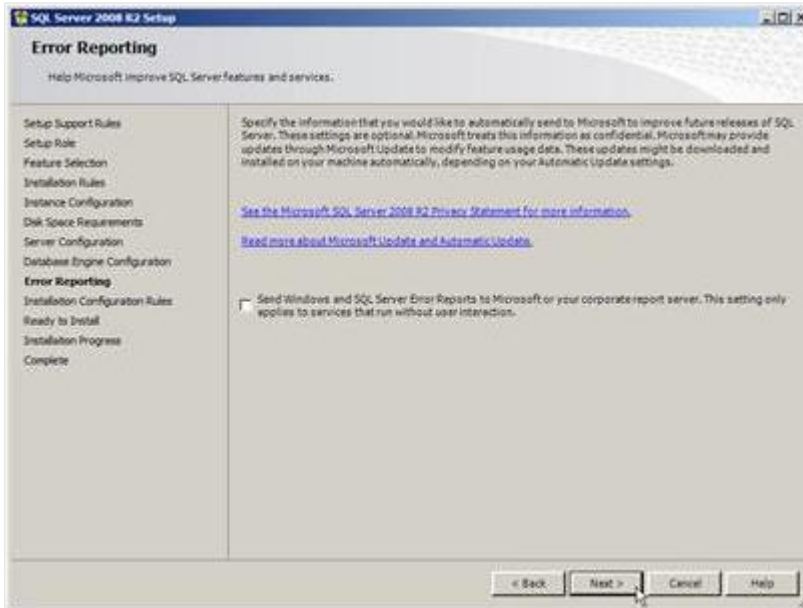 SQL Server 2008 R2 Setup
Error Reporting
Help Microsoft improve SQL Server features and services.
Setup Support Rules
Setup Role
Feature Selection
Installation Rules
Instance Configuration
Disk Space Requirements
Server Configuration
Database Engine Configuration
Error Reporting
Installation Configuration Rules
Ready to Install
Installation Progress
Complete
Specify the information that you would like to automatically send to Microsoft to improve future releases of SQL
Server. These settings are optional. Microsoft treats this information as confidential. Microsoft may provide
updates through Microsoft Update to modify feature usage data. These updates might be downloaded and
installed on your machine automatically, depending on your Automatic Update settings.
See the Microsoft SQL Server 2008 R2 Privacy Statement for more information.
Read more about Microsoft Update and Automatic Update.
Send Windows and SQL Server Error Reports to Microsoft or your corporate report server. This setting only
applies to services that run without user interaction.
< Back
Next >
Cancel
Help